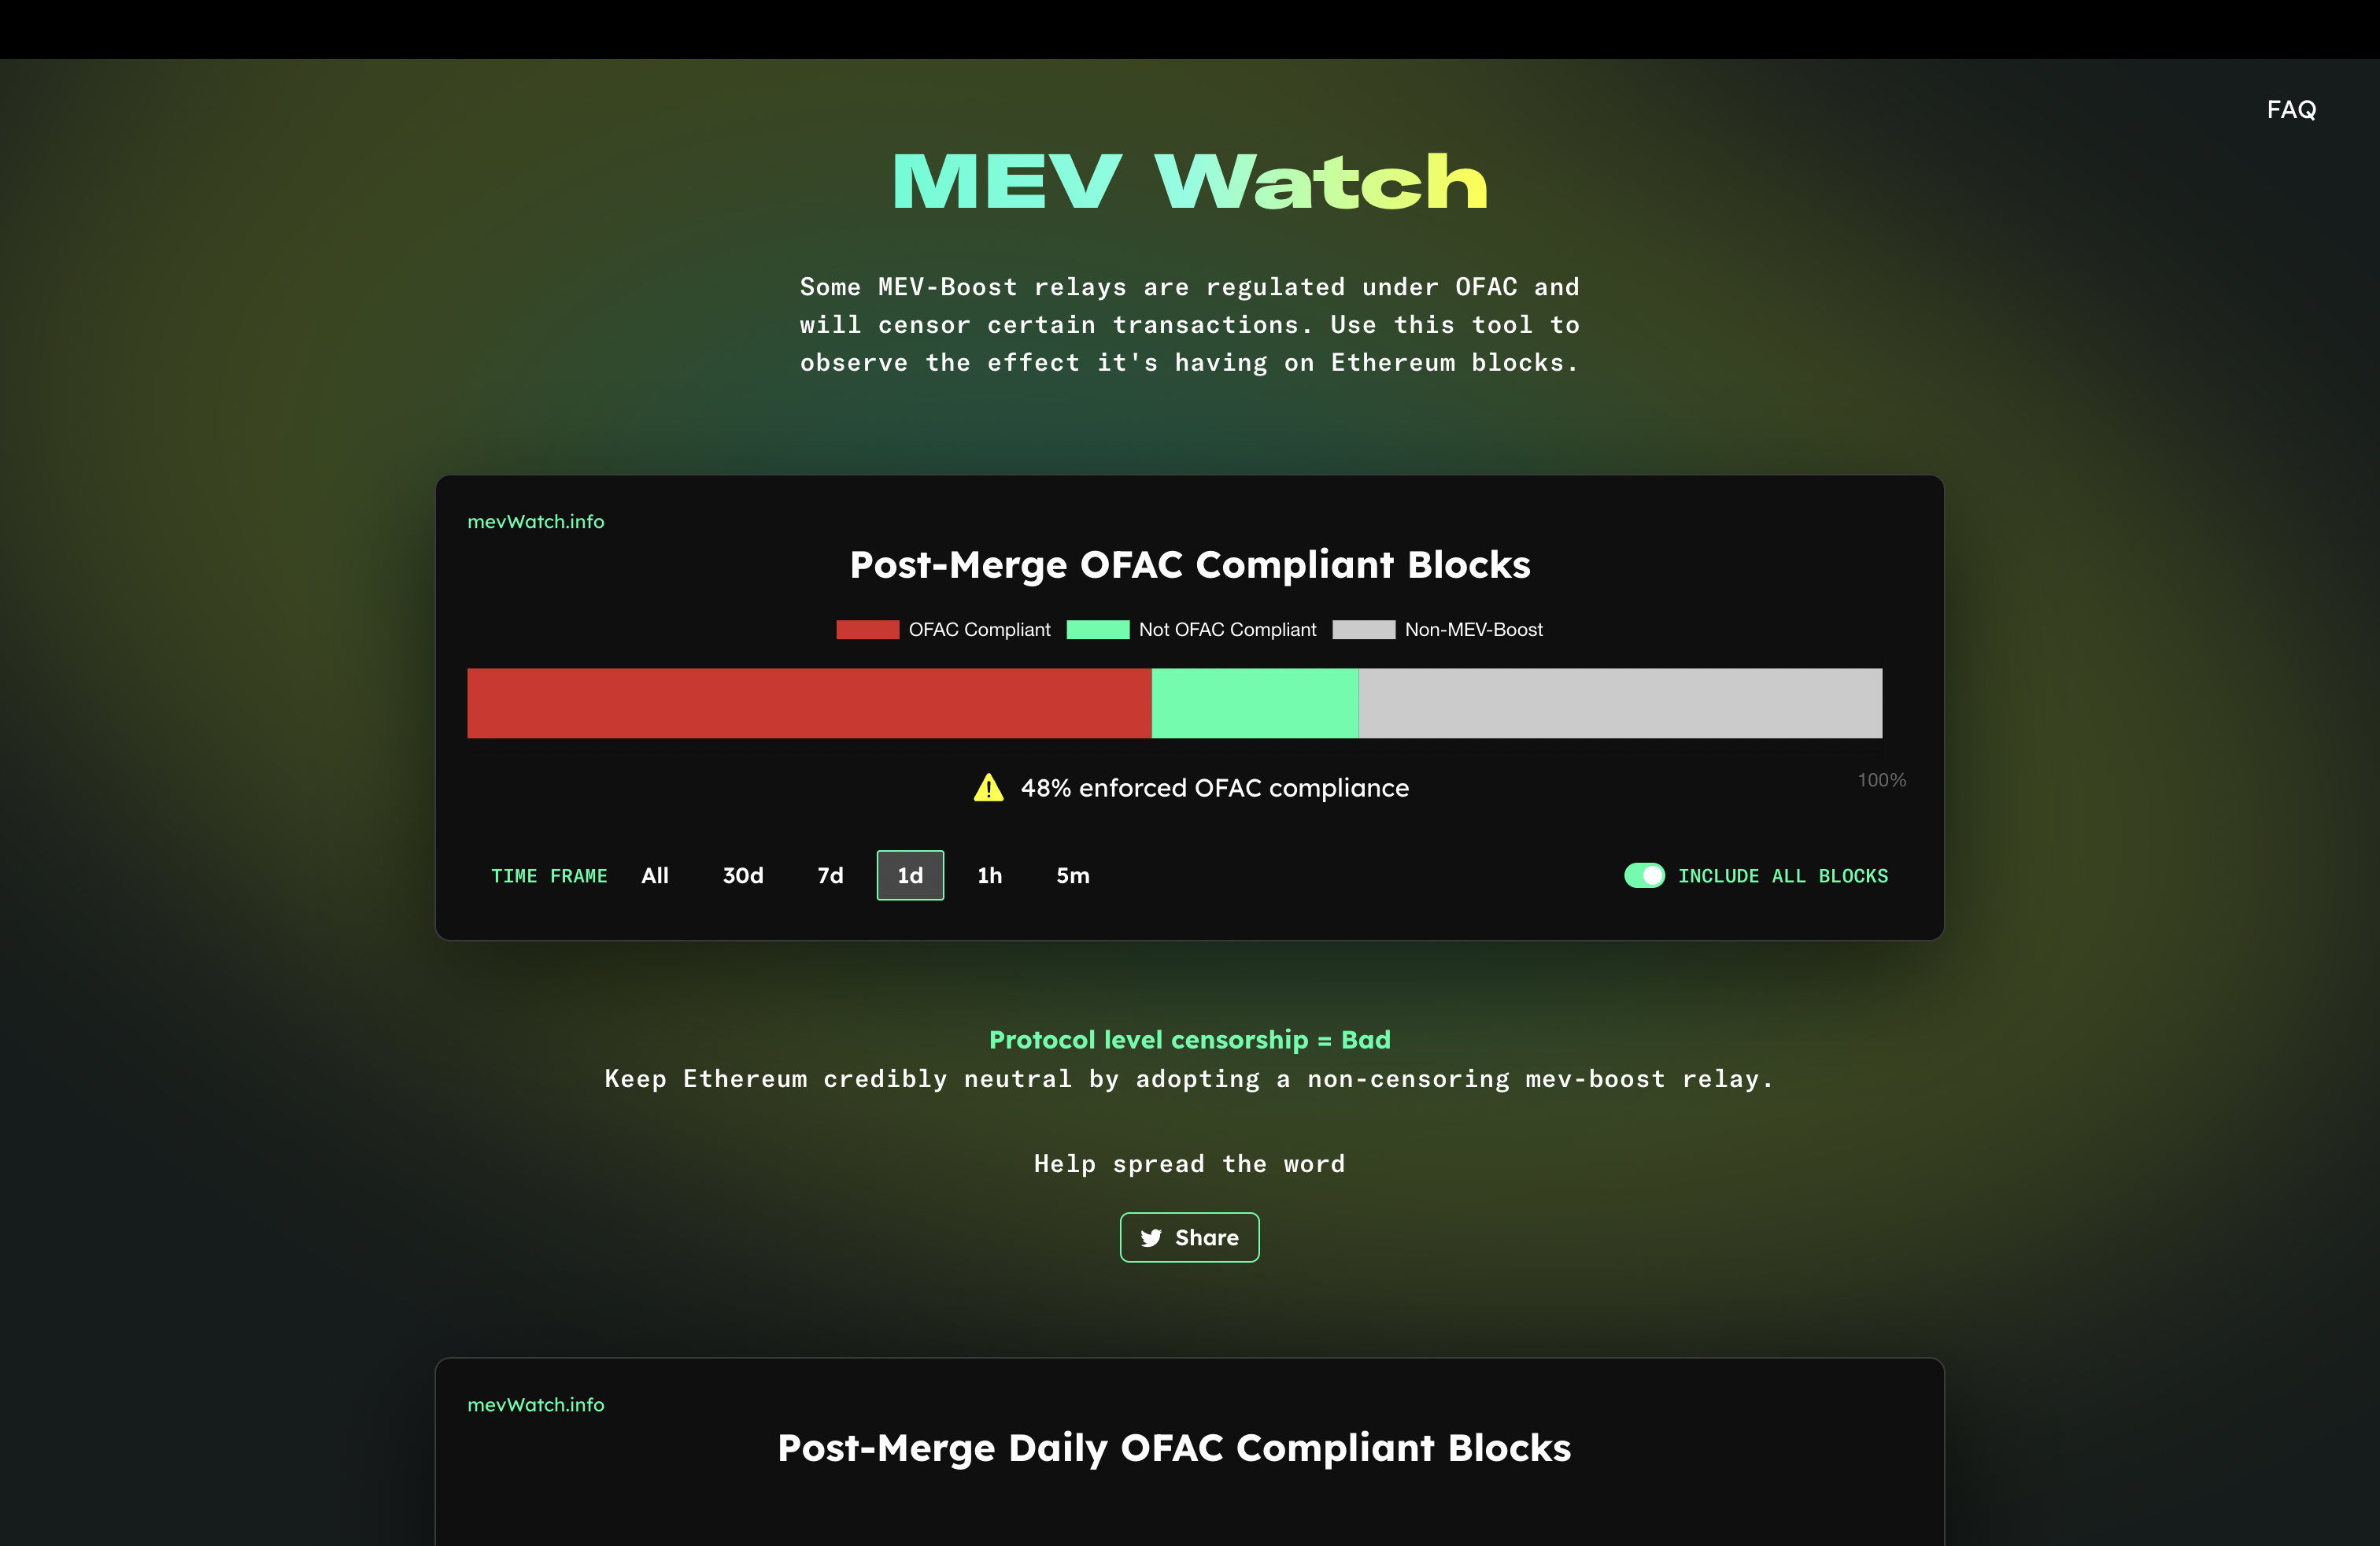 FAQ
MEV Watch
Some MEV-Boost relays are regulated under OFAC and
will censor certain transactions. Use this tool to
observe the effect it's having on Ethereum blocks.
mevWatch.info
Post-Merge OFAC Compliant Blocks
OFAC Compliant Not OFAC Compliant Non-MEV-Boost
48% enforced OFAC compliance
100%
TIME FRAME All 30d 7d 1d 1h 5m INCLUDE ALL BLOCKS
Protocol level censorship = Bad
Keep Ethereum credibly neutral by adopting a non-censoring mev-boost relay.
Help spread the word
Share
mevWatch.info
Post-Merge Daily OFAC Compliant Blocks